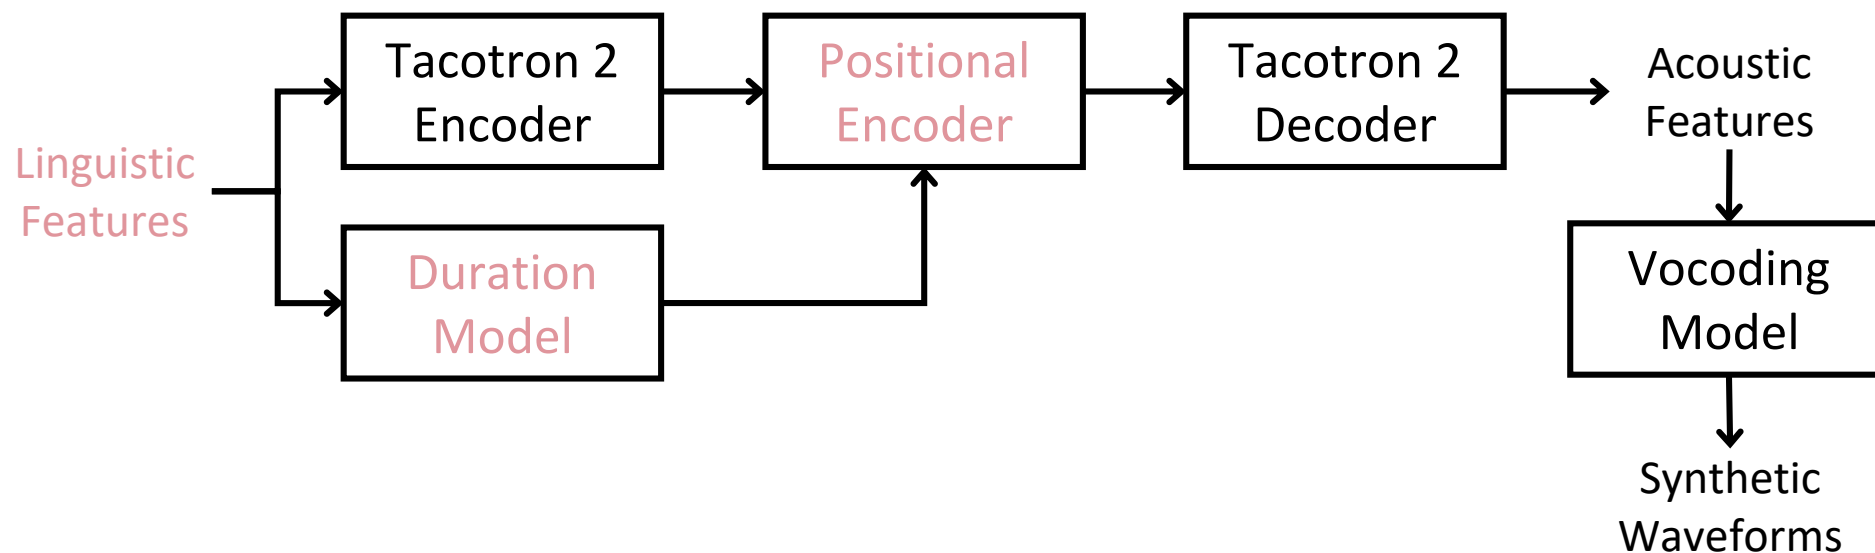 Linguistic
Features
Tacotron 2
Encoder
Duration
Model
Positional
Encoder
Tacotron 2
Decoder
Acoustic
Features
Vocoding
Model
Synthetic
Waveforms